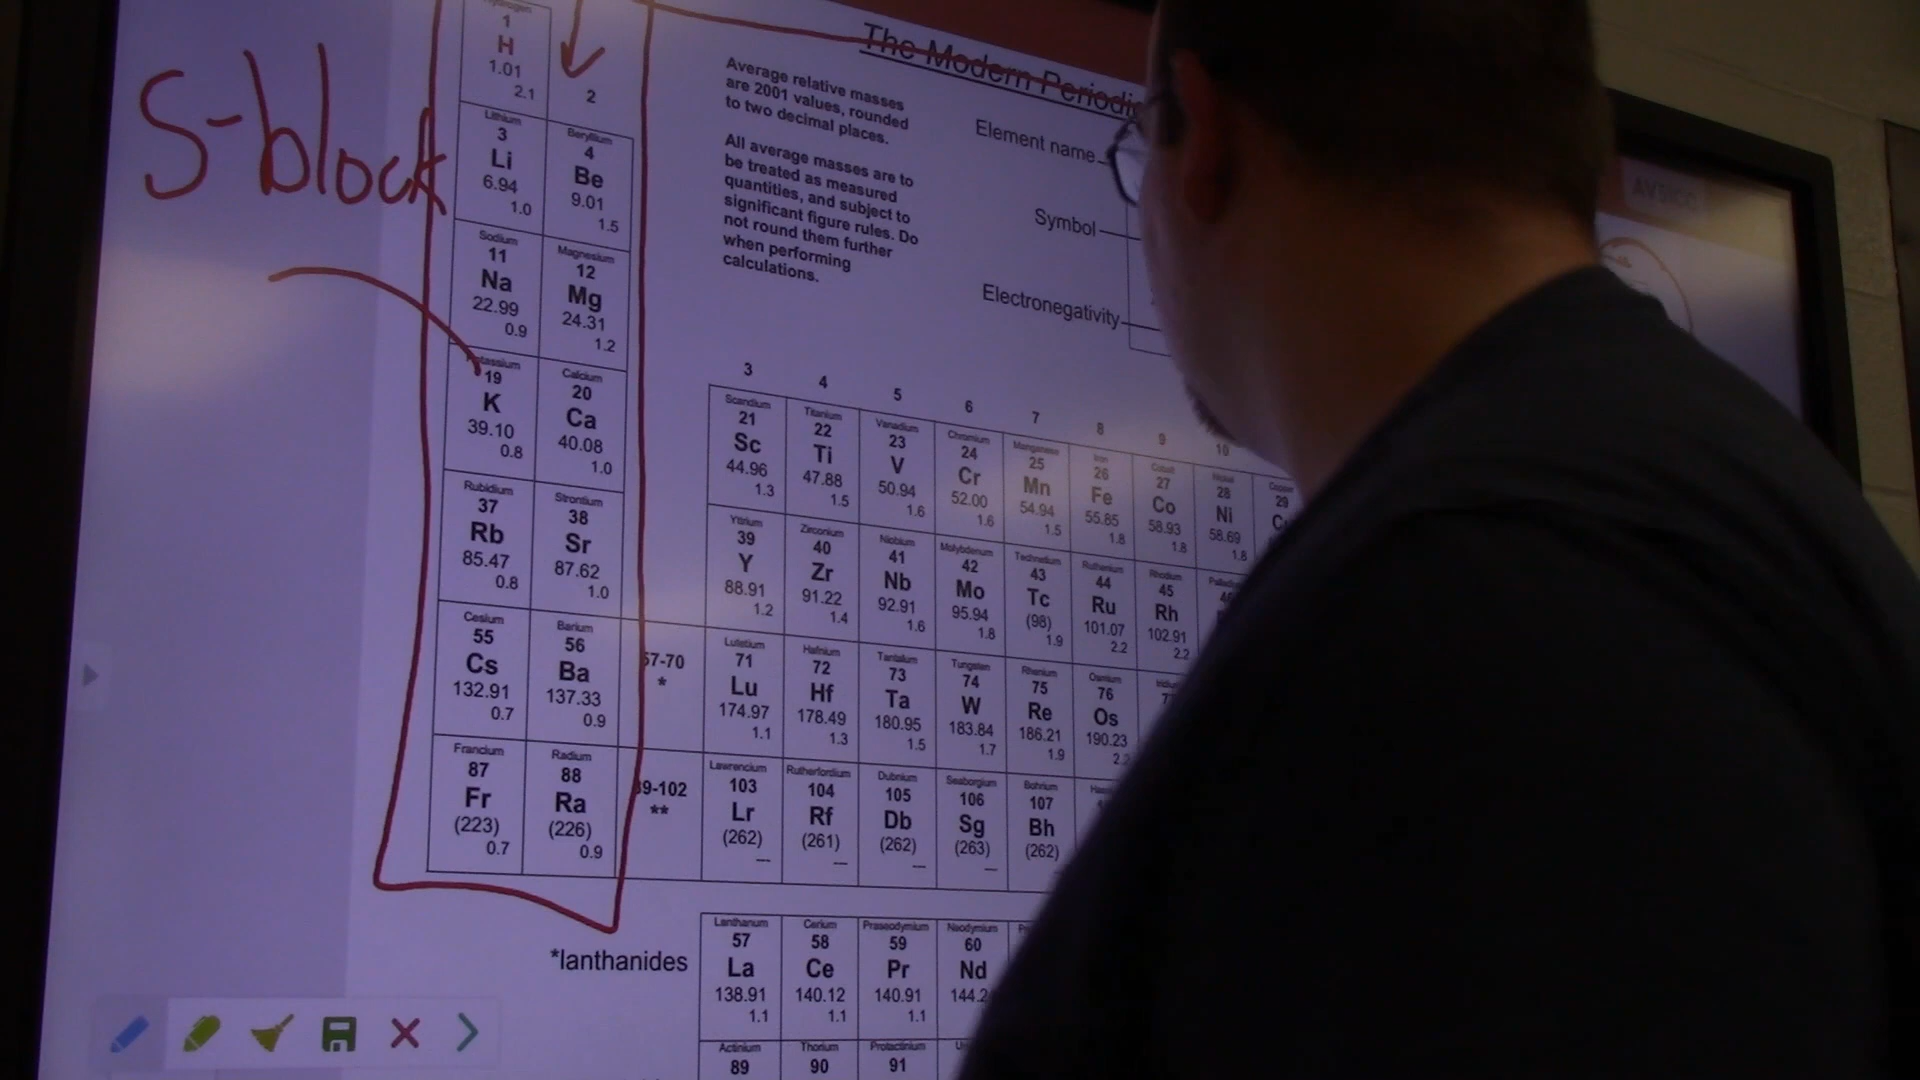 Hydrogen
1
H
1.01
2.1
2
S-block
Lithium
3
Li
6.94
1.0
Beryllium
4
Be
9.01
1.5
Sodium
11
Na
22.99
0.9
Magnesium
12
Mg
24.31
1.2
Potassium
19
K
39.10
0.8
Calcium
20
Ca
40.08
1.0
Rubidium
37
Rb
85.47
0.8
Strontium
38
Sr
87.62
1.0
Cesium
55
Cs
132.91
0.7
Barium
56
Ba
137.33
0.9
57-70
*
Francium
87
Fr
(223)
0.7
Radium
88
Ra
(226)
0.9
89-102
**
The Modern Periodic
Average relative masses
are 2001 values, rounded
to two decimal places.
All average masses are to
be treated as measured
quantities, and subject to
significant figure rules. Do
not round them further
when performing
calculations.
Element name
Symbol
Electronegativity
3
4
5
6
7
8
9
10
Scandium
21
Sc
44.96
1.3
Titanium
22
Ti
47.88
1.5
Vanadium
23
V
50.94
1.6
Chromium
24
Cr
52.00
1.6
Manganese
25
Mn
54.94
1.5
Iron
26
Fe
55.85
1.8
Cobalt
27
Co
58.93
1.8
Nickel
28
Ni
58.69
1.8
Copper
29
Yttrium
39
Y
88.91
1.2
Zirconium
40
Zr
91.22
1.4
Niobium
41
Nb
92.91
1.6
Molybdenum
42
Mo
95.94
1.8
Technetium
43
Tc
(98)
1.9
Ruthenium
44
Ru
101.07
2.2
Rhodium
45
Rh
102.91
2.2
Lutetium
71
Lu
174.97
1.1
Hafnium
72
Hf
178.49
1.3
Tantalum
73
Ta
180.95
1.5
Tungsten
74
W
183.84
1.7
Rhenium
75
Re
186.21
1.9
Osmium
76
Os
190.23
Lawrencium
103
Lr
(262)
---
Rutherfordium
104
Rf
(261)
---
Dubnium
105
Db
(262)
---
Seaborgium
106
Sg
(263)
---
Bohrium
107
Bh
(262)
*lanthanides
Lanthanum
57
La
138.91
1.1
Cerium
58
Ce
140.12
1.1
Praseodymium
59
Pr
140.91
1.1
Neodymium
60
Nd
Actinium
89
Thorium
90
Protactinium
91